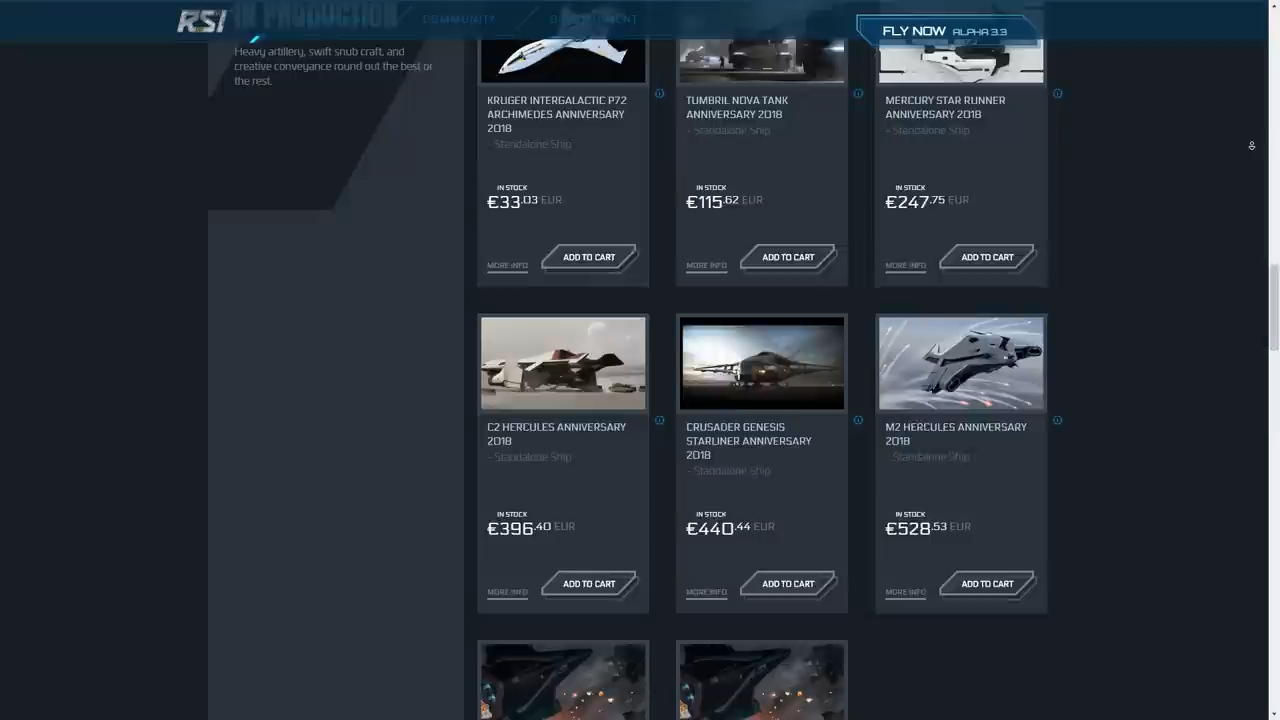 RSI
IN PRODUCTION
COMMUNITY
FLY NOW ALPHA 3.3
Heavy artillery, swift snub craft, and
creative conveyance round out the best of
the rest.
KRUGER INTERGALACTIC P72
ARCHIMEDES ANNIVERSARY
2018
- Standalone Ship
IN STOCK
€33.03 EUR
MORE INFO
ADD TO CART
TUMBRIL NOVA TANK
ANNIVERSARY 2018
- Standalone Ship
IN STOCK
€115.62 EUR
MORE INFO
ADD TO CART
MERCURY STAR RUNNER
ANNIVERSARY 2018
- Standalone Ship
IN STOCK
€247.75 EUR
MORE INFO
ADD TO CART
C2 HERCULES ANNIVERSARY
2018
- Standalone Ship
IN STOCK
€396.40 EUR
MORE INFO
ADD TO CART
CRUSADER GENESIS
STARLINER ANNIVERSARY
2018
- Standalone Ship
IN STOCK
€440.44 EUR
MORE INFO
ADD TO CART
M2 HERCULES ANNIVERSARY
2018
- Standalone Ship
IN STOCK
€528.53 EUR
MORE INFO
ADD TO CART